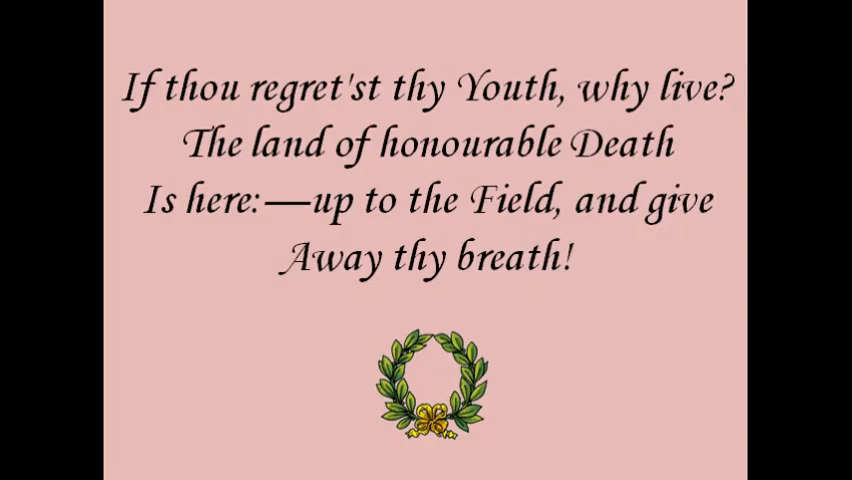 If thou regret'st thy Youth, why live?
The land of honourable Death
Is here:—up to the Field, and give
Away thy breath!